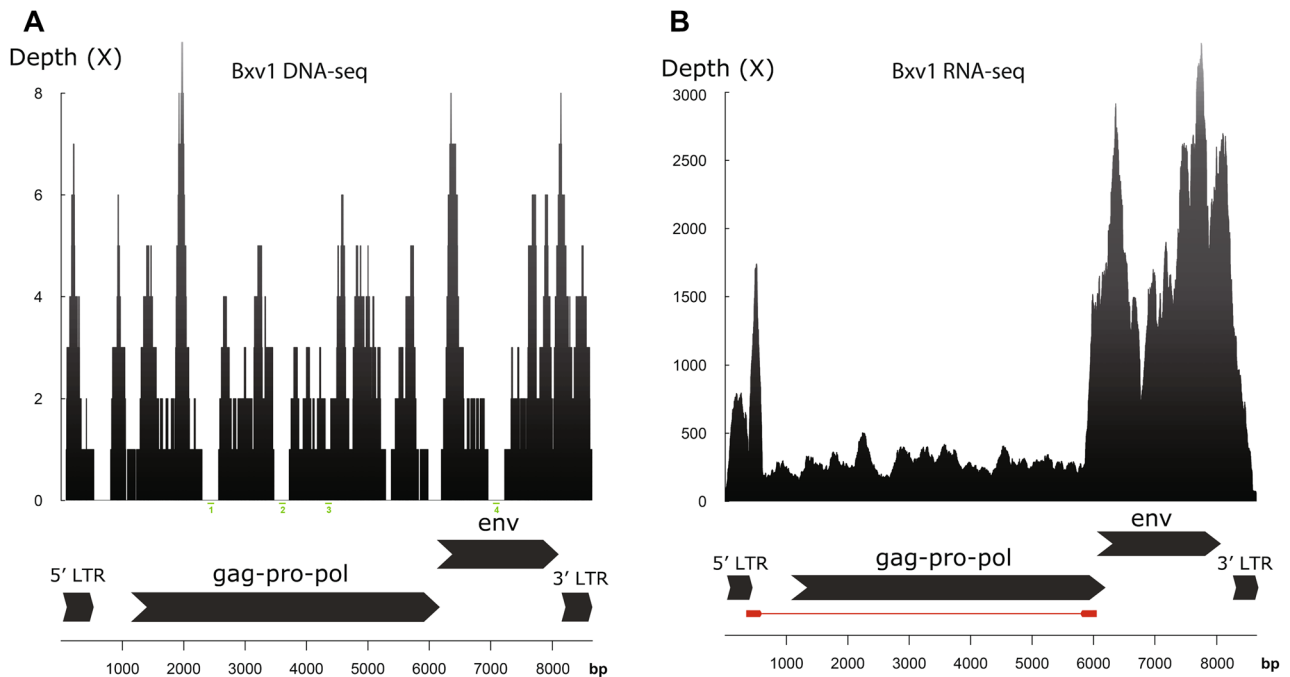 A
Depth (X)
Bxv1 DNA-seq
8
6
4
2
0
1
2
3
4
env
5′ LTR
gag-pro-pol
3′ LTR
1000 2000 3000 4000 5000 6000 7000 8000 bp
B
Depth (X)
Bxv1 RNA-seq
3000
2500
2000
1500
1000
500
0
env
5′ LTR
gag-pro-pol
3′ LTR
1000 2000 3000 4000 5000 6000 7000 8000 bp